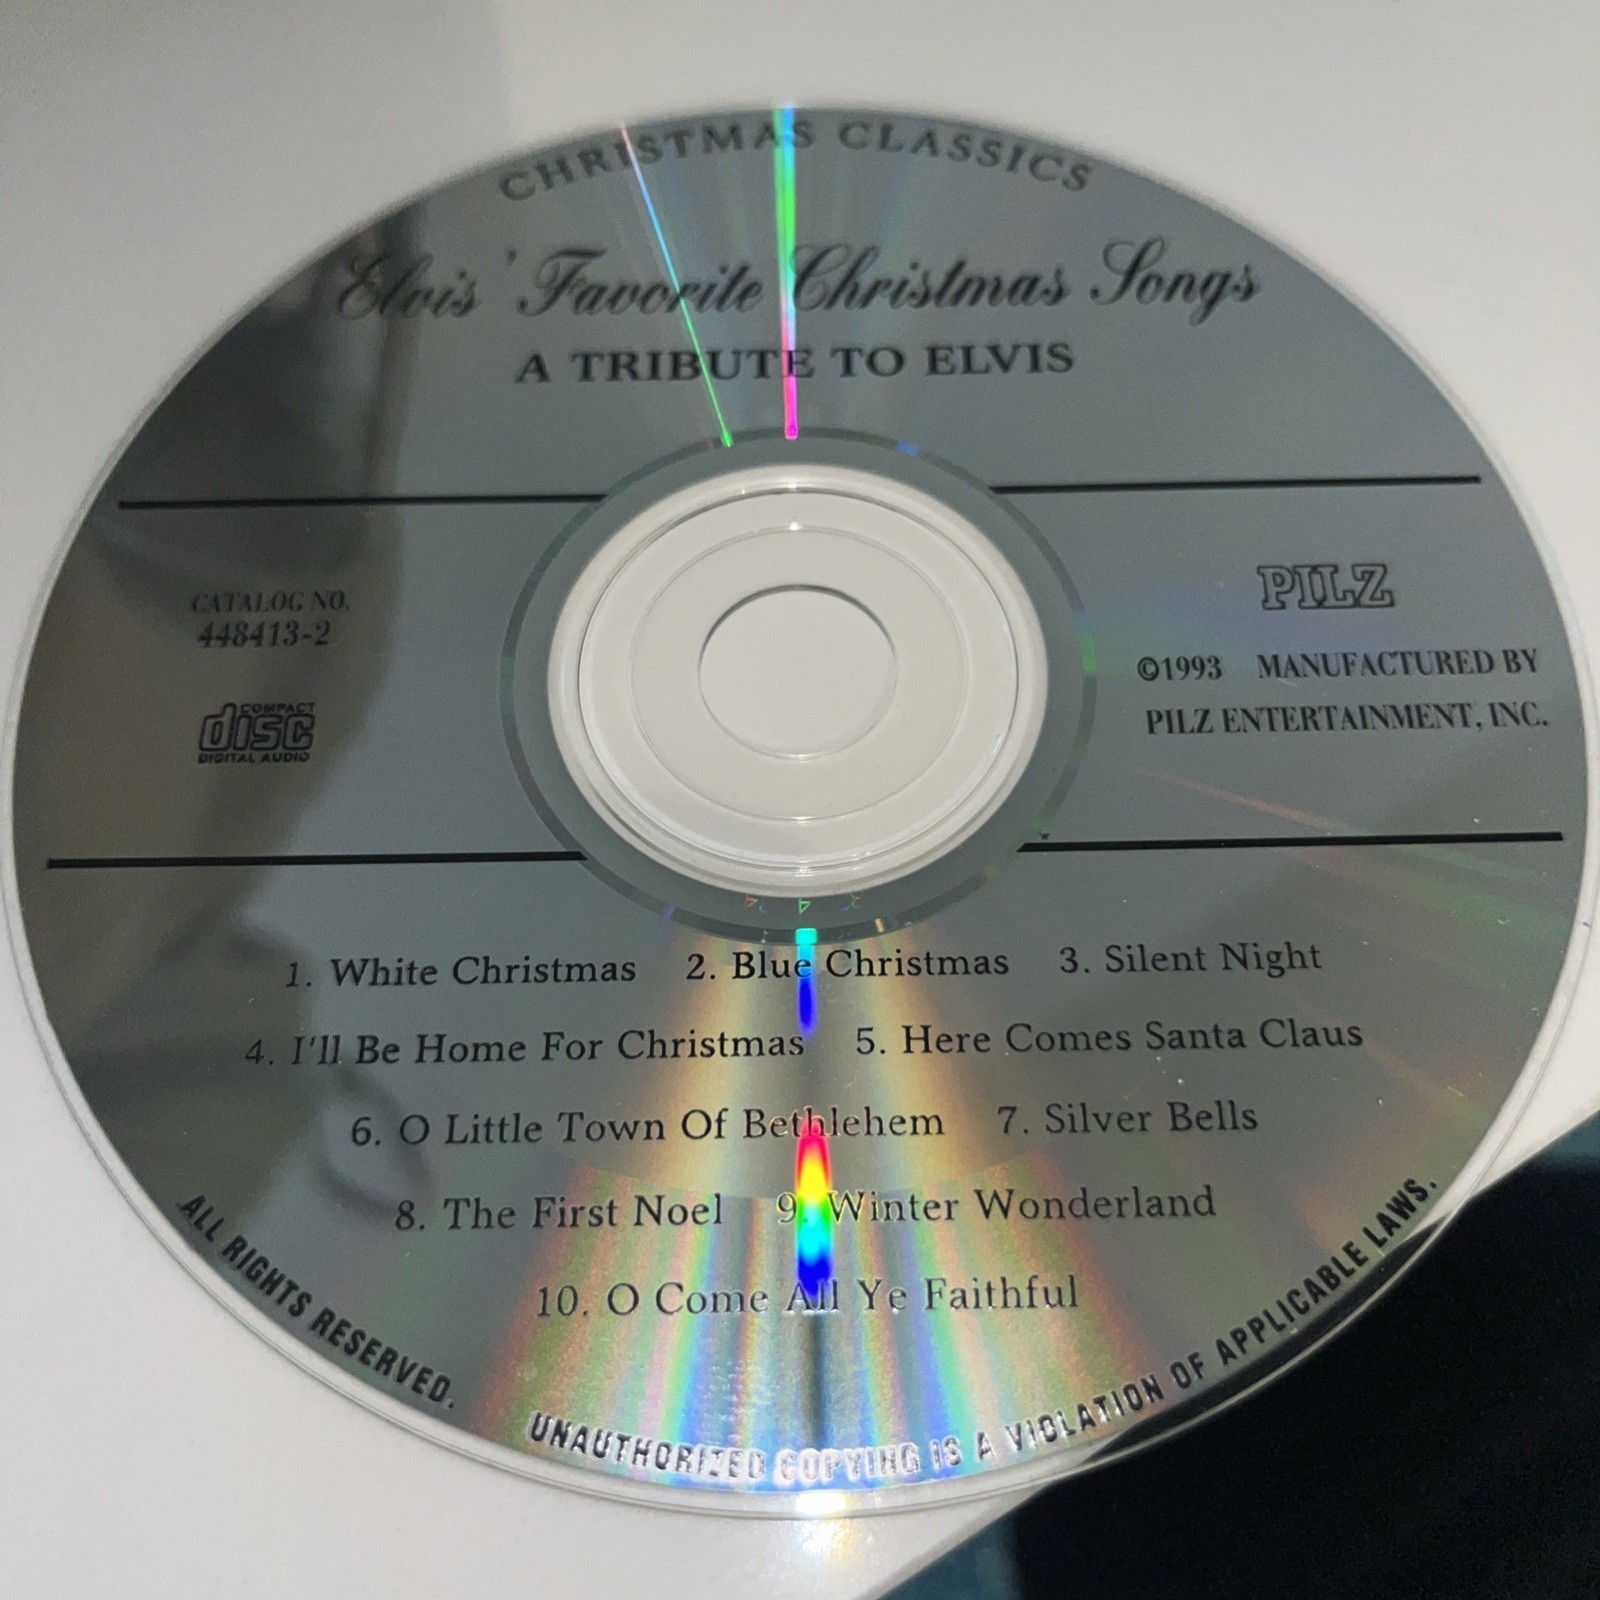 CHRISTMAS CLASSICS
Elvis' Favorite Christmas Songs
A TRIBUTE TO ELVIS
CATALOG NO.
448413-2
COMPACT
disc
DIGITAL AUDIO
PILZ
©1993 MANUFACTURED BY
PILZ ENTERTAINMENT, INC.
1. White Christmas 2. Blue Christmas 3. Silent Night
4. I'll Be Home For Christmas 5. Here Comes Santa Claus
6. O Little Town Of Bethlehem 7. Silver Bells
8. The First Noel 9. Winter Wonderland
10. O Come All Ye Faithful
ALL RIGHTS RESERVED.
UNAUTHORIZED COPYING IS A VIOLATION OF APPLICABLE LAWS.